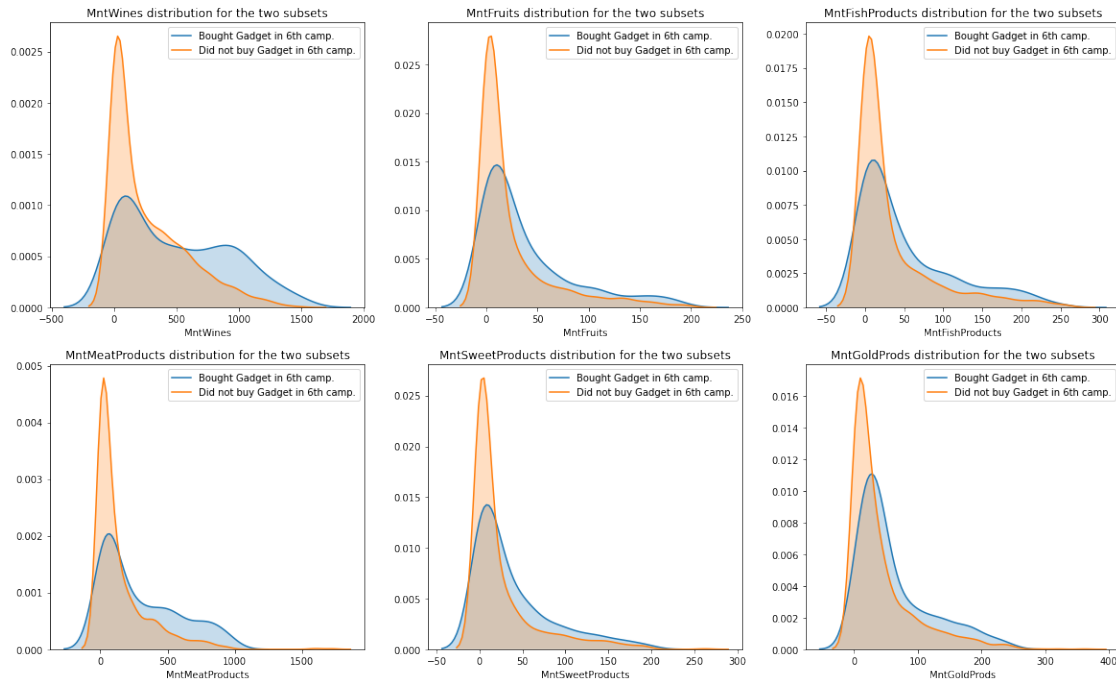 MntWines distribution for the two subsets
Bought Gadget in 6th camp.
Did not buy Gadget in 6th camp.
0.0025
0.0020
0.0015
0.0010
0.0005
0.0000
−500 0 500 1000 1500 2000
MntWines
MntFruits distribution for the two subsets
Bought Gadget in 6th camp.
Did not buy Gadget in 6th camp.
0.025
0.020
0.015
0.010
0.005
0.000
−50 0 50 100 150 200 250
MntFruits
MntFishProducts distribution for the two subsets
Bought Gadget in 6th camp.
Did not buy Gadget in 6th camp.
0.0200
0.0175
0.0150
0.0125
0.0100
0.0075
0.0050
0.0025
0.0000
−50 0 50 100 150 200 250 300
MntFishProducts
MntMeatProducts distribution for the two subsets
Bought Gadget in 6th camp.
Did not buy Gadget in 6th camp.
0.005
0.004
0.003
0.002
0.001
0.000
0 500 1000 1500
MntMeatProducts
MntSweetProducts distribution for the two subsets
Bought Gadget in 6th camp.
Did not buy Gadget in 6th camp.
0.025
0.020
0.015
0.010
0.005
0.000
−50 0 50 100 150 200 250 300
MntSweetProducts
MntGoldProds distribution for the two subsets
Bought Gadget in 6th camp.
Did not buy Gadget in 6th camp.
0.016
0.014
0.012
0.010
0.008
0.006
0.004
0.002
0.000
0 100 200 300 400
MntGoldProds